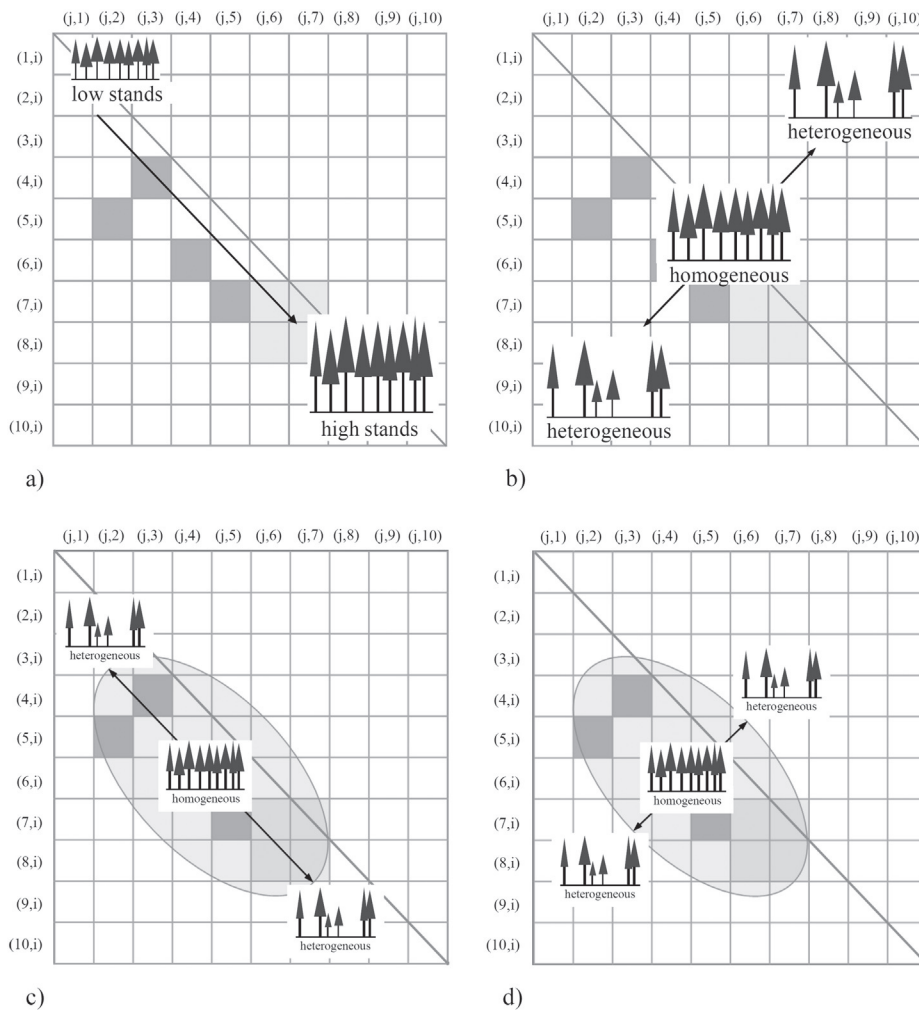 (j,1) (j,2) (j,3) (j,4) (j,5) (j,6) (j,7) (j,8) (j,9) (j,10)
(1,i)
(2,i)
(3,i)
(4,i)
(5,i)
(6,i)
(7,i)
(8,i)
(9,i)
(10,i)
low stands
high stands
a)
(j,1) (j,2) (j,3) (j,4) (j,5) (j,6) (j,7) (j,8) (j,9) (j,10)
(1,i)
(2,i)
(3,i)
(4,i)
(5,i)
(6,i)
(7,i)
(8,i)
(9,i)
(10,i)
heterogeneous
homogeneous
heterogeneous
b)
(j,1) (j,2) (j,3) (j,4) (j,5) (j,6) (j,7) (j,8) (j,9) (j,10)
(1,i)
(2,i)
(3,i)
(4,i)
(5,i)
(6,i)
(7,i)
(8,i)
(9,i)
(10,i)
heterogeneous
homogeneous
heterogeneous
c)
(j,1) (j,2) (j,3) (j,4) (j,5) (j,6) (j,7) (j,8) (j,9) (j,10)
(1,i)
(2,i)
(3,i)
(4,i)
(5,i)
(6,i)
(7,i)
(8,i)
(9,i)
(10,i)
heterogeneous
homogeneous
heterogeneous
d)